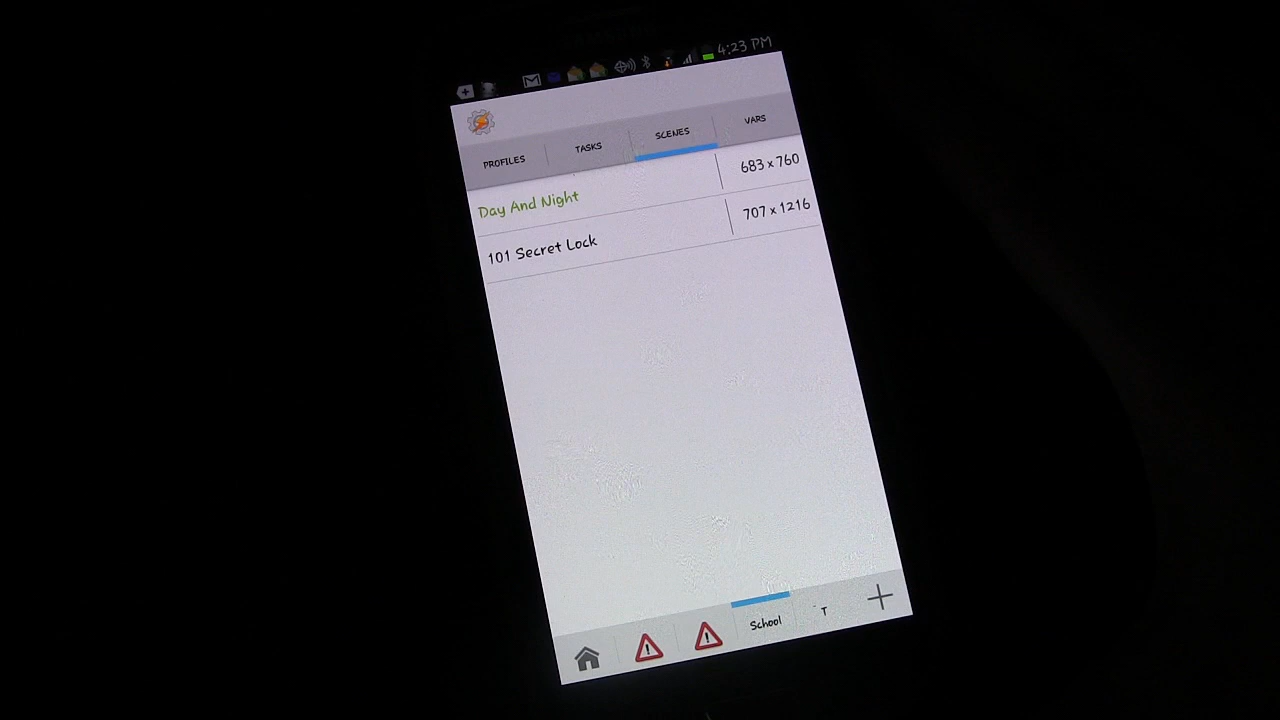 4:23 PM
PROFILES
TASKS
SCENES
VARS
Day And Night
683 x 760
101 Secret Lock
707 x 1216
School
T